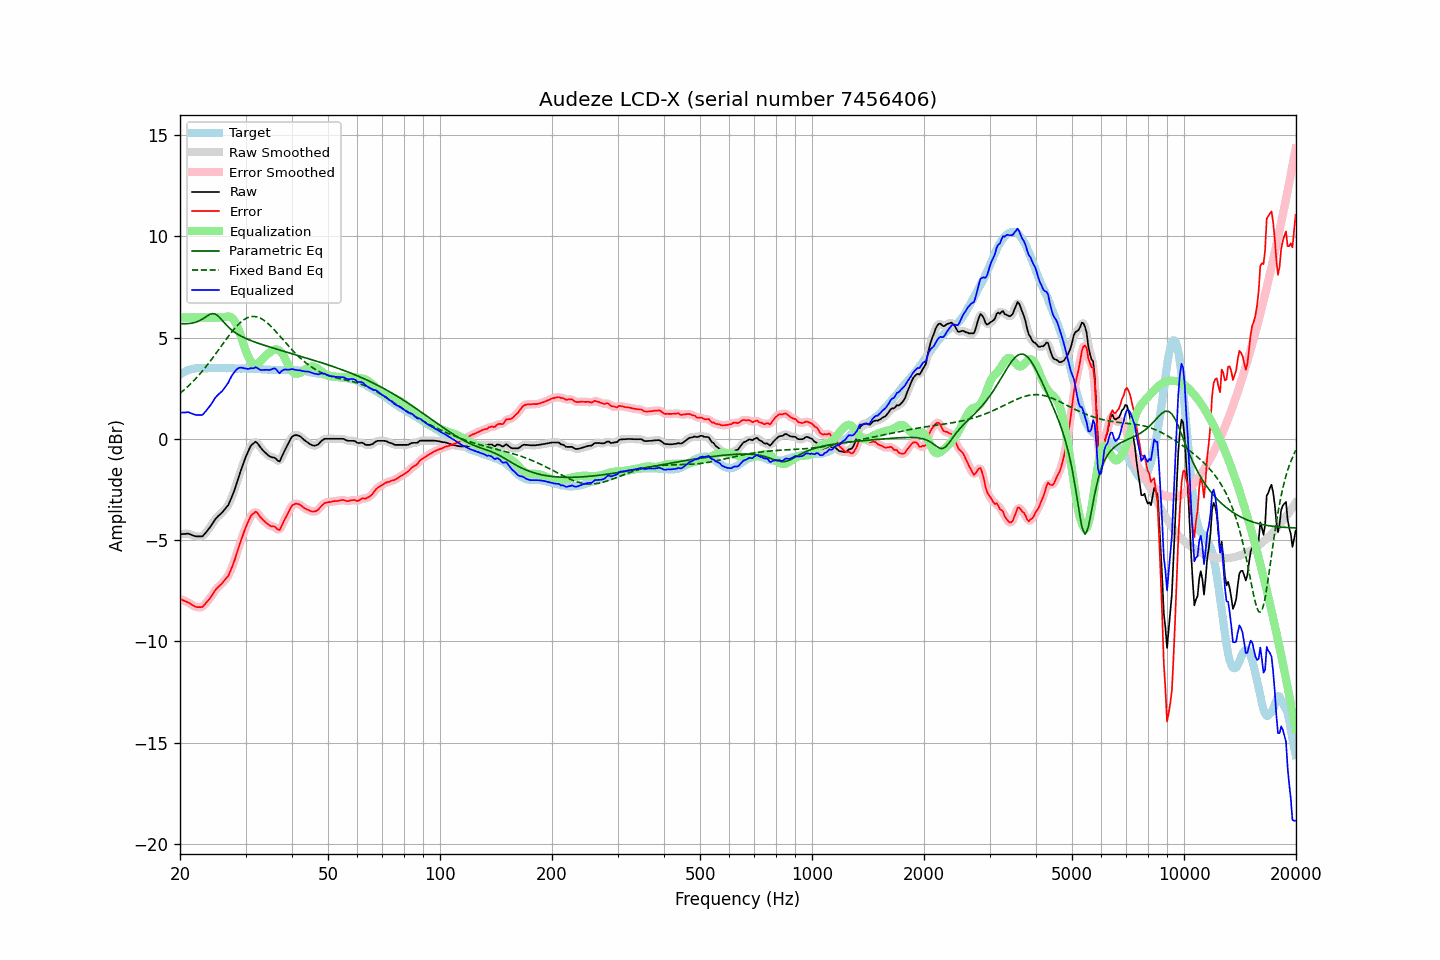 Audeze LCD-X (serial number 7456406)
Target
Raw Smoothed
Error Smoothed
Raw
Error
Equalization
Parametric Eq
Fixed Band Eq
Equalized
15
10
5
0
−5
−10
−15
−20
Amplitude (dBr)
20
50
100
200
500
1000
2000
5000
10000
20000
Frequency (Hz)